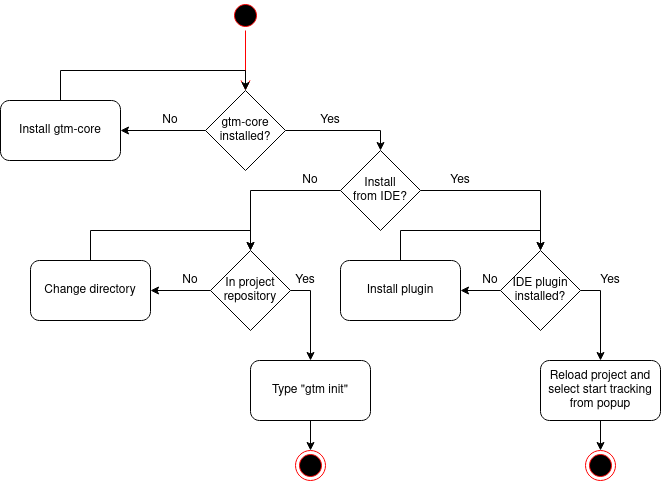 No
Yes
gtm-core
installed?
Install gtm-core
No
Yes
Install
from IDE?
No
Yes
In project
repository
Change directory
No
Yes
IDE plugin
installed?
Install plugin
Type "gtm init"
Reload project and
select start tracking
from popup